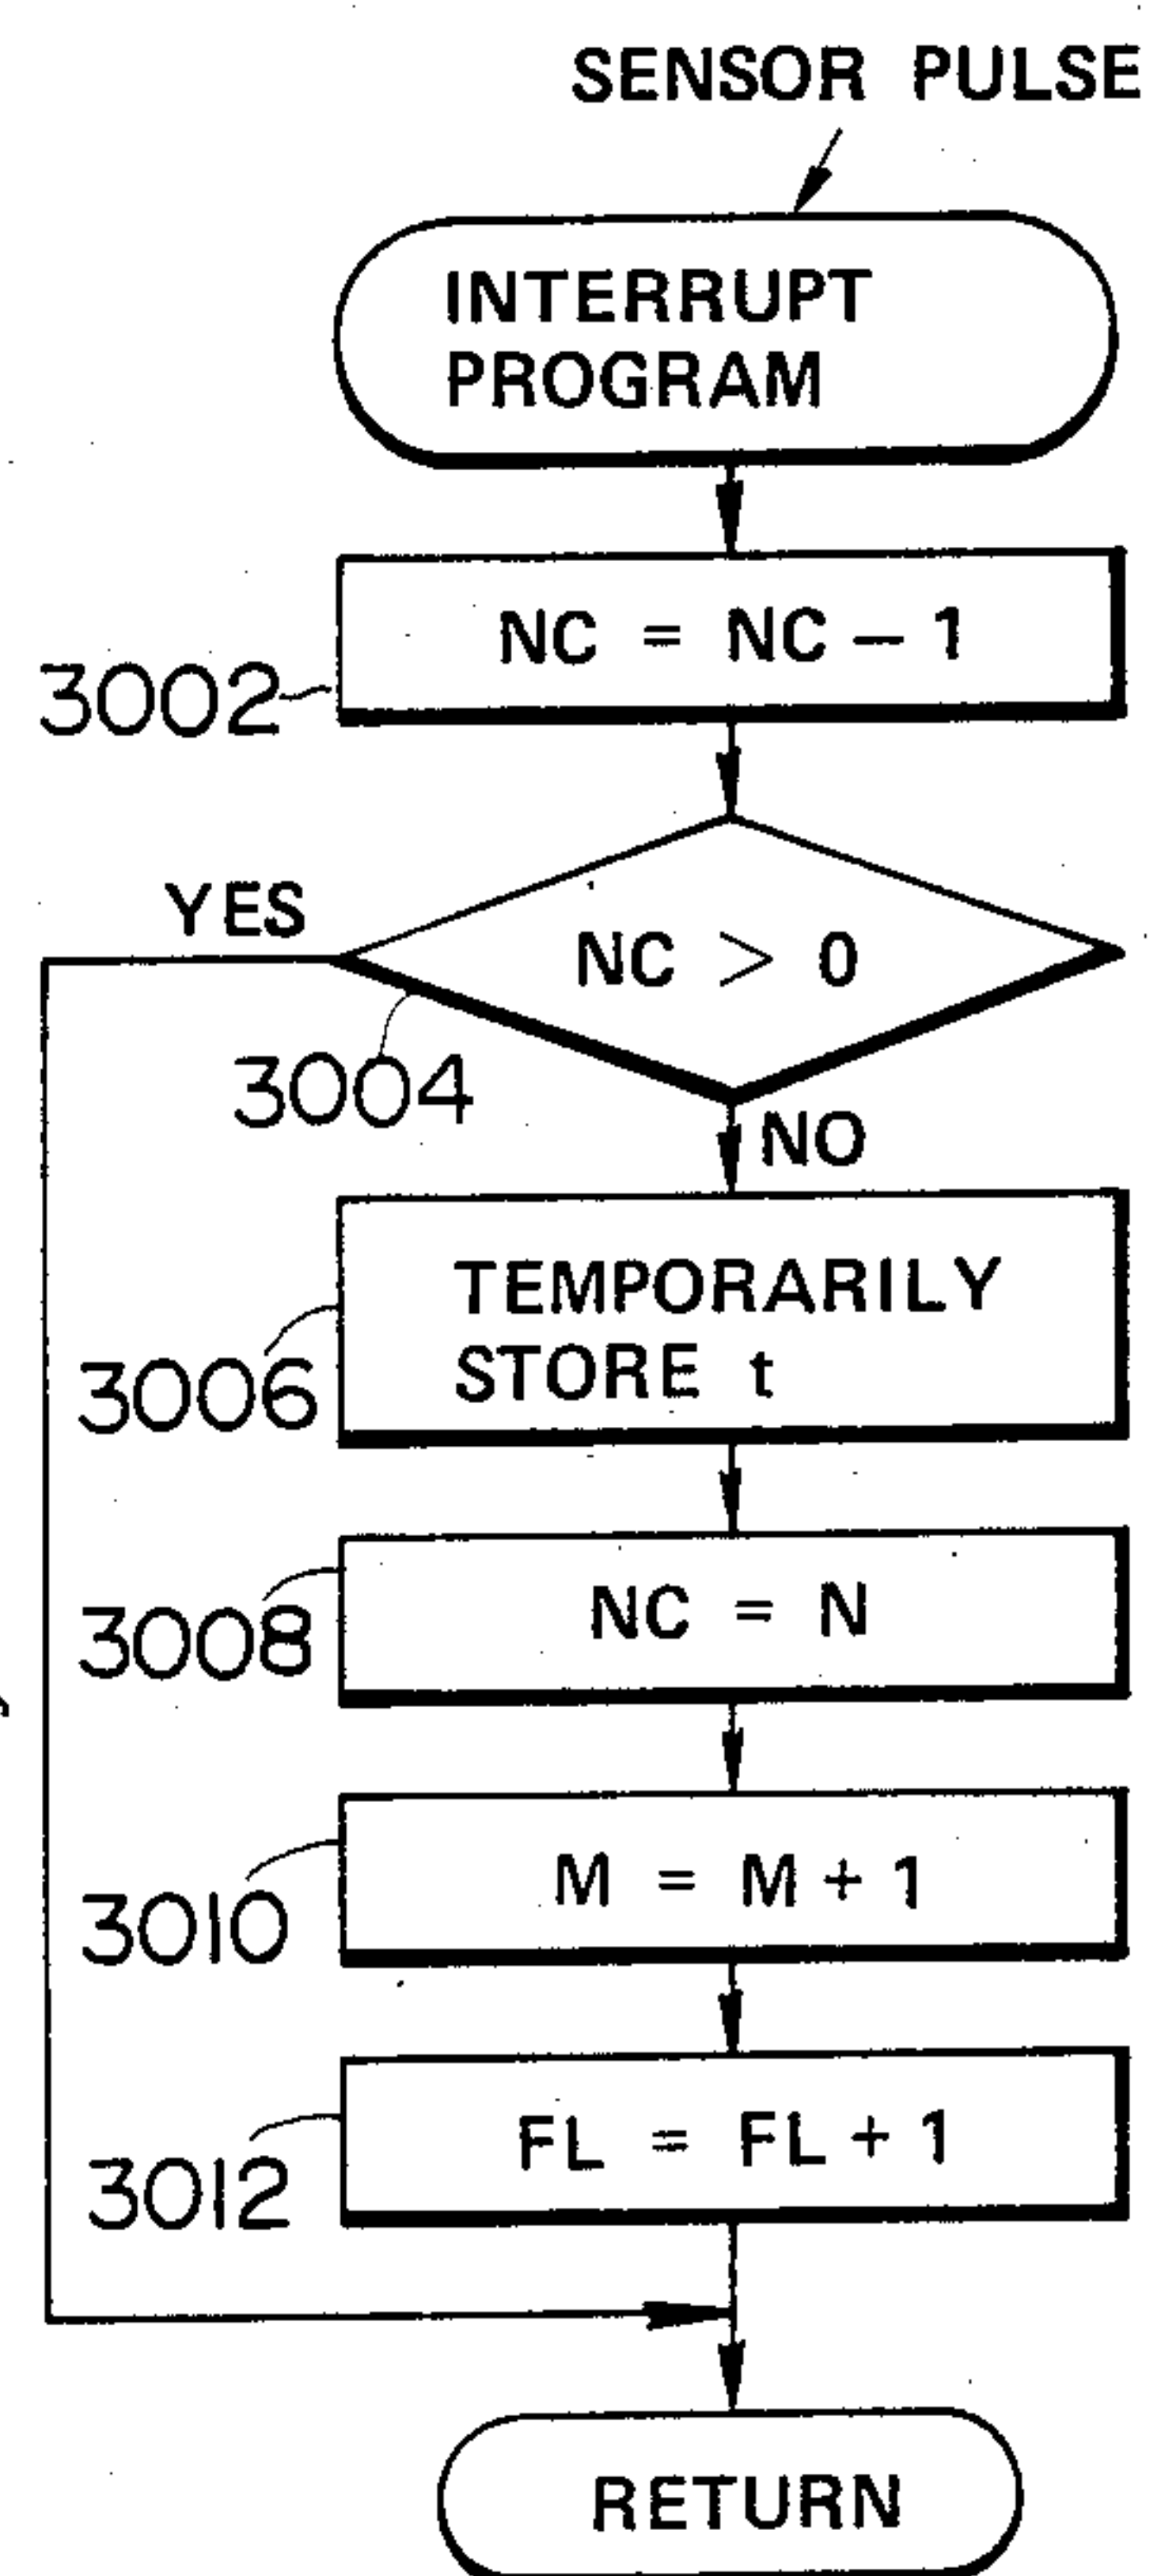 SENSOR PULSE
INTERRUPT
PROGRAM
NC = NC – 1
3002
YES
NC > 0
3004
NO
TEMPORARILY
STORE t
3006
NC = N
3008
M = M + 1
3010
FL = FL + 1
3012
RETURN